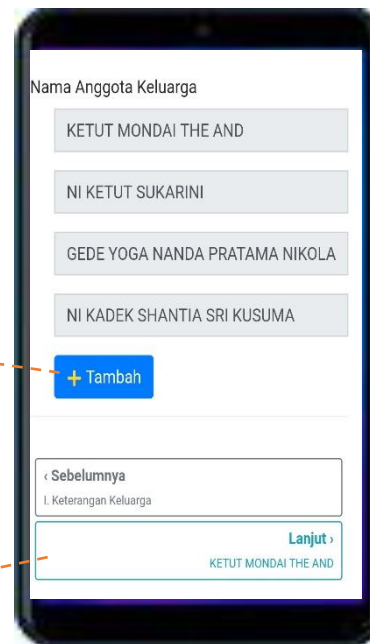 Nama Anggota Keluarga
KETUT MONDAI THE AND
NI KETUT SUKARINI
GEDE YOGA NANDA PRATAMA NIKOLA
NI KADEK SHANTIA SRI KUSUMA
+ Tambah
‹ Sebelumnya
I. Keterangan Keluarga
Lanjut ›
KETUT MONDAI THE AND